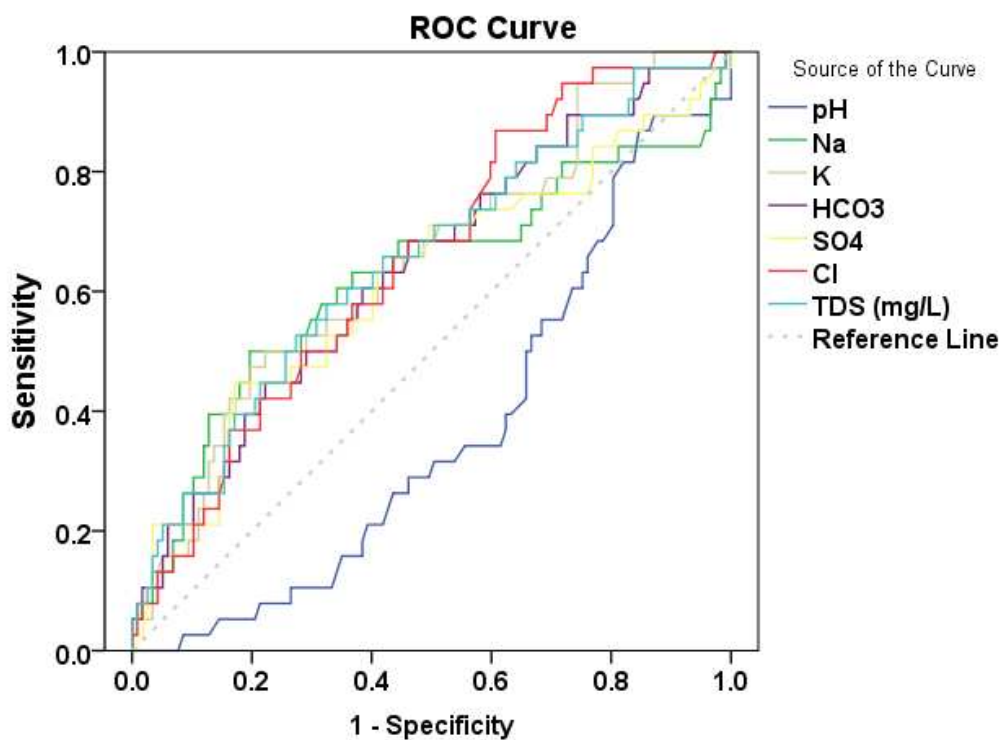 ROC Curve
Source of the Curve
pH
Na
K
HCO3
SO4
Cl
TDS (mg/L)
Reference Line
Sensitivity
1.0
0.8
0.6
0.4
0.2
0.0
0.0 0.2 0.4 0.6 0.8 1.0
1 - Specificity